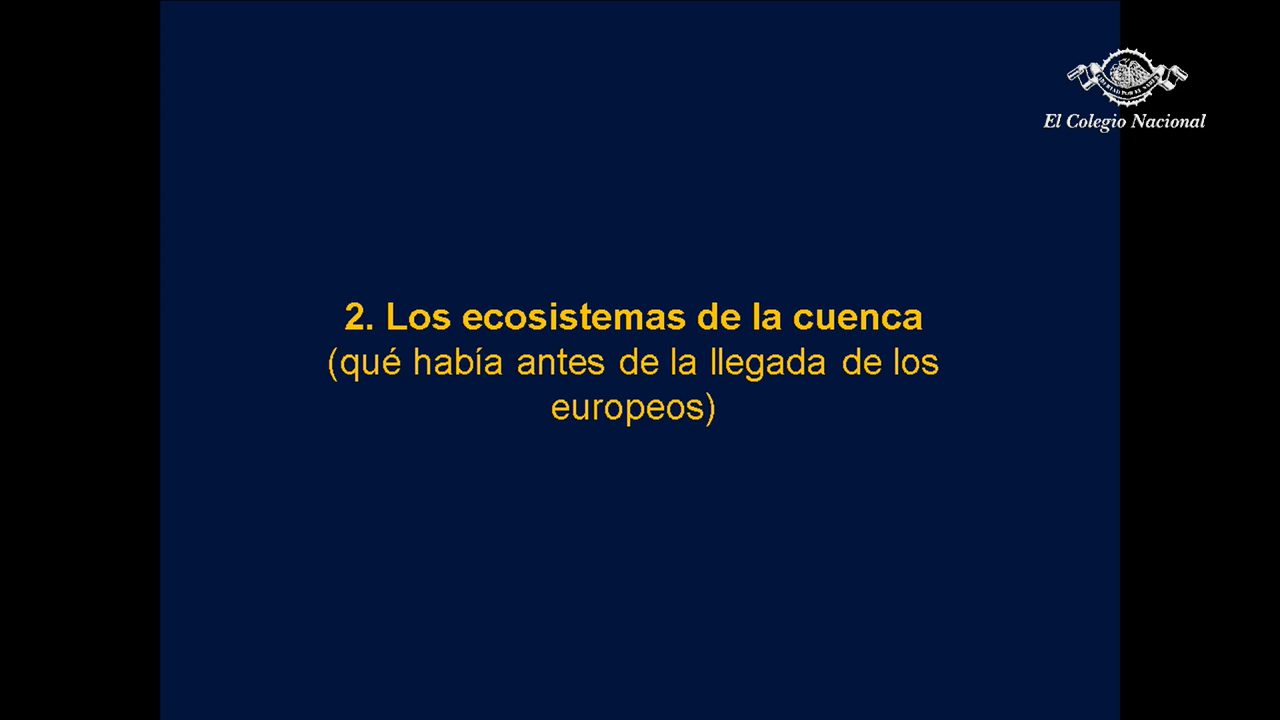 El Colegio Nacional
2. Los ecosistemas de la cuenca
(qué había antes de la llegada de los
europeos)